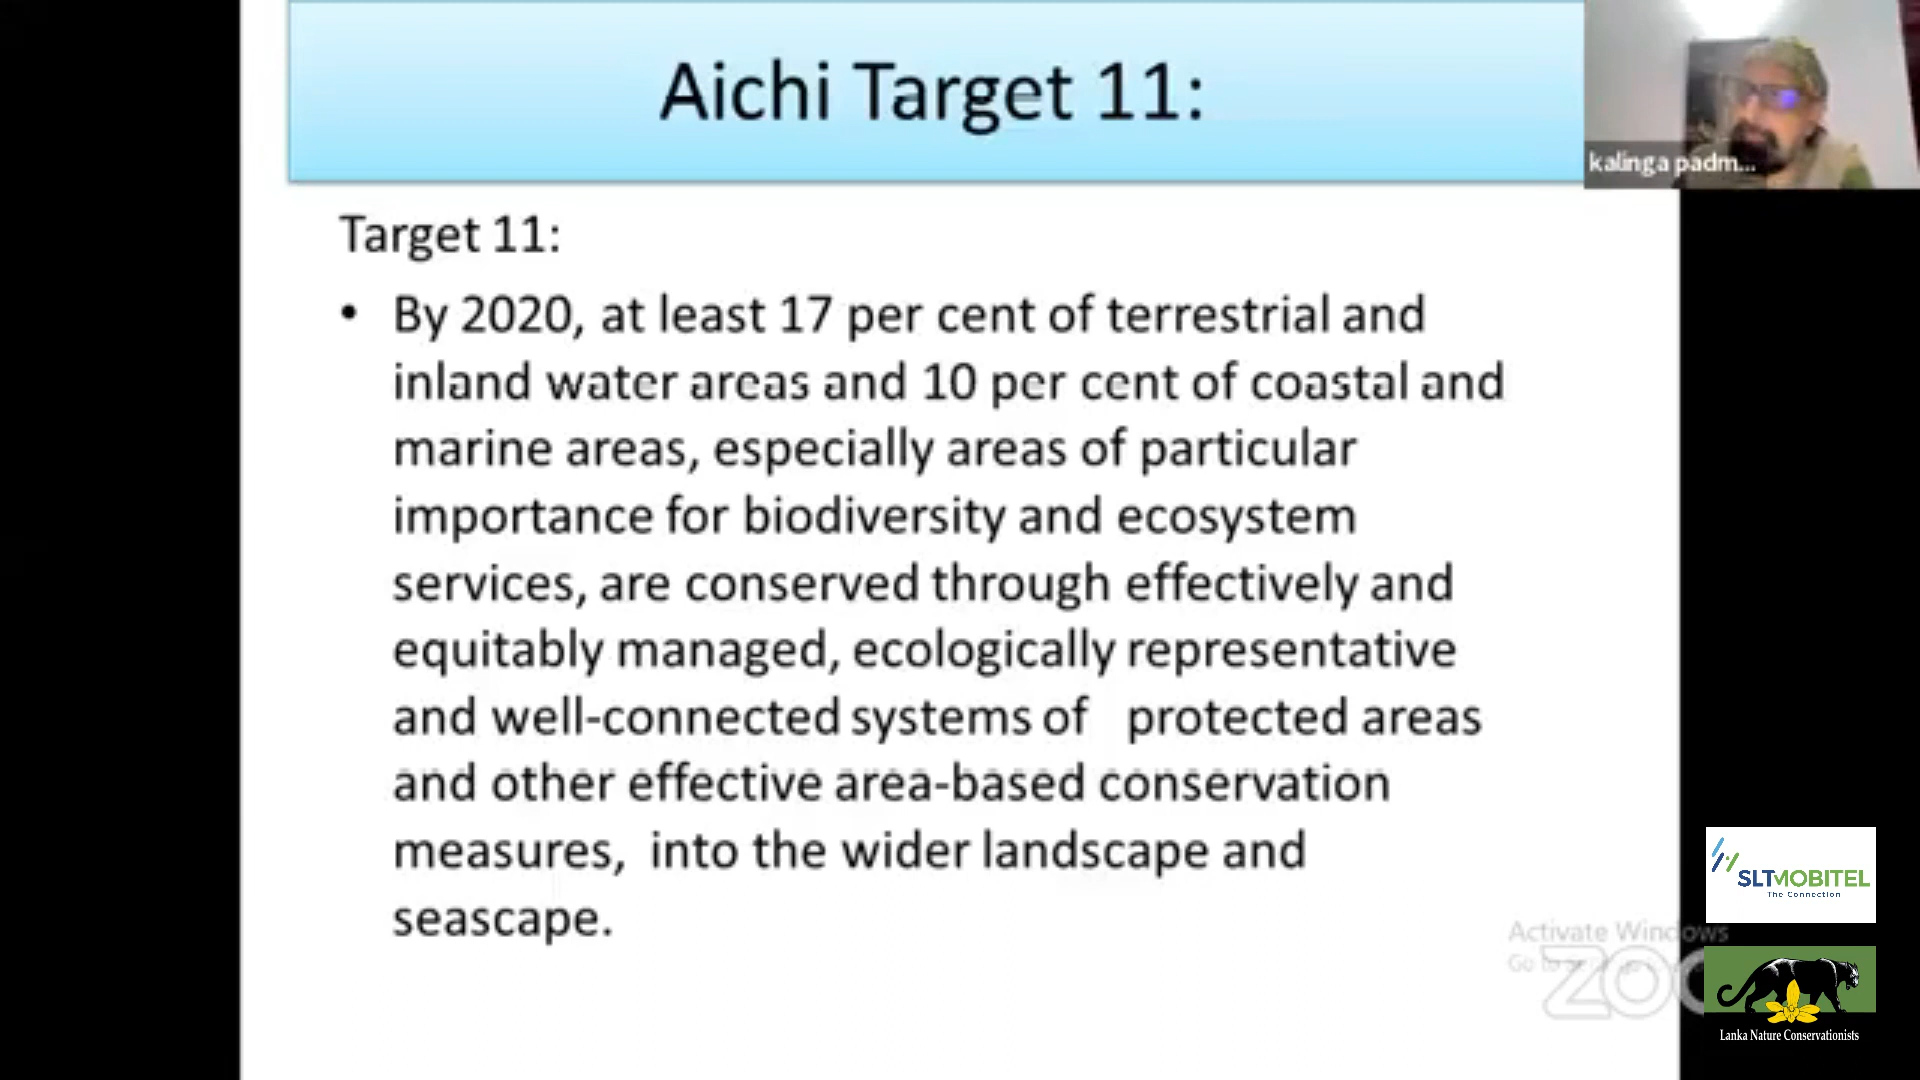 Aichi Target 11:
kalinga padm...
Target 11:
• By 2020, at least 17 per cent of terrestrial and
inland water areas and 10 per cent of coastal and
marine areas, especially areas of particular
importance for biodiversity and ecosystem
services, are conserved through effectively and
equitably managed, ecologically representative
and well-connected systems of protected areas
and other effective area-based conservation
measures, into the wider landscape and
seascape.
SLTMOBITEL
The Connection
Activate Windows
Go to
ZO
Lanka Nature Conservationists